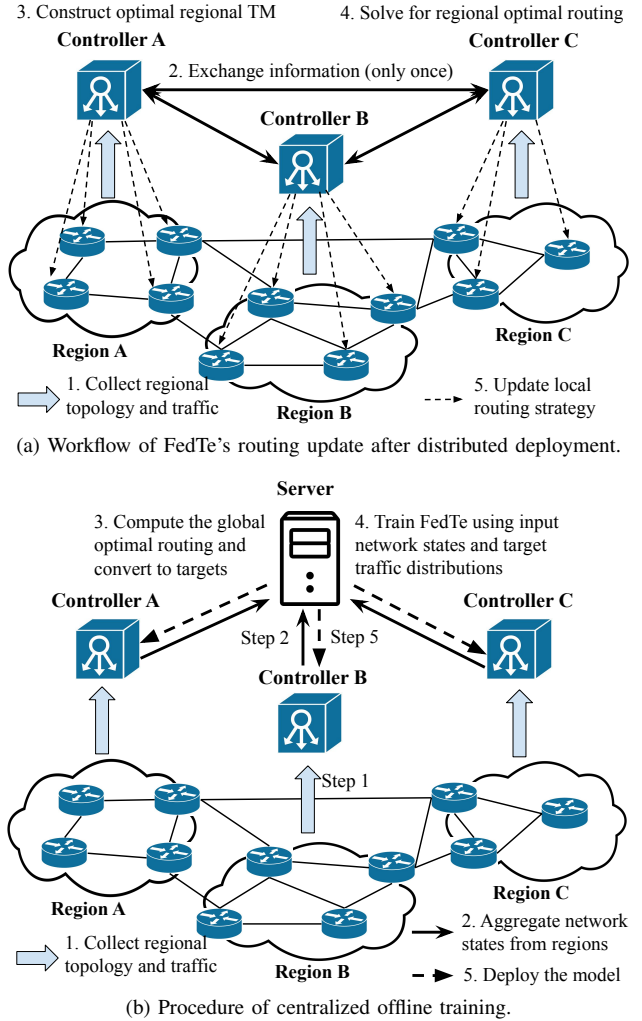 3. Construct optimal regional TM
4. Solve for regional optimal routing
Controller A
Controller C
2. Exchange information (only once)
Controller B
Region A
Region B
Region C
1. Collect regional
topology and traffic
5. Update local
routing strategy
(a) Workflow of FedTe's routing update after distributed deployment.
Server
3. Compute the global
optimal routing and
convert to targets
4. Train FedTe using input
network states and target
traffic distributions
Controller A
Controller C
Step 2
Step 5
Controller B
Step 1
Region A
Region C
Region B
1. Collect regional
topology and traffic
2. Aggregate network
states from regions
5. Deploy the model
(b) Procedure of centralized offline training.